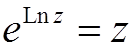 e^{Ln z} = z